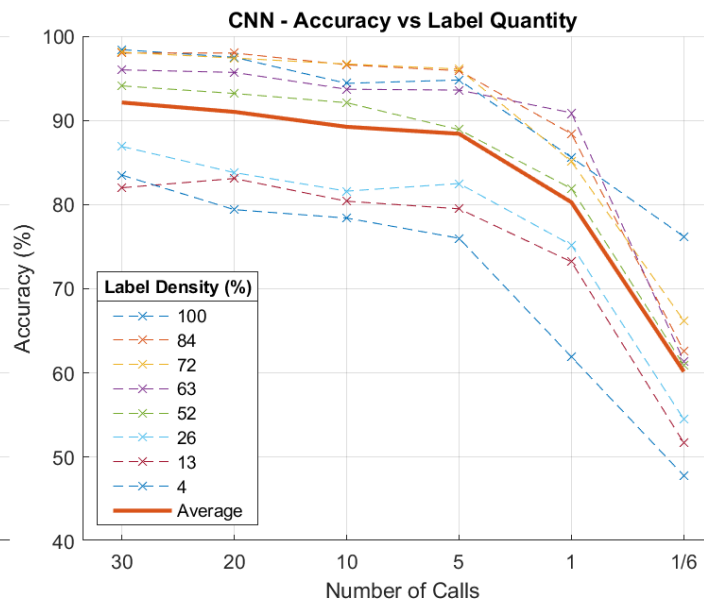 CNN - Accuracy vs Label Quantity
100
90
80
70
60
50
40
Accuracy (%)
Label Density (%)
100
84
72
63
52
26
13
4
Average
30 20 10 5 1 1/6
Number of Calls